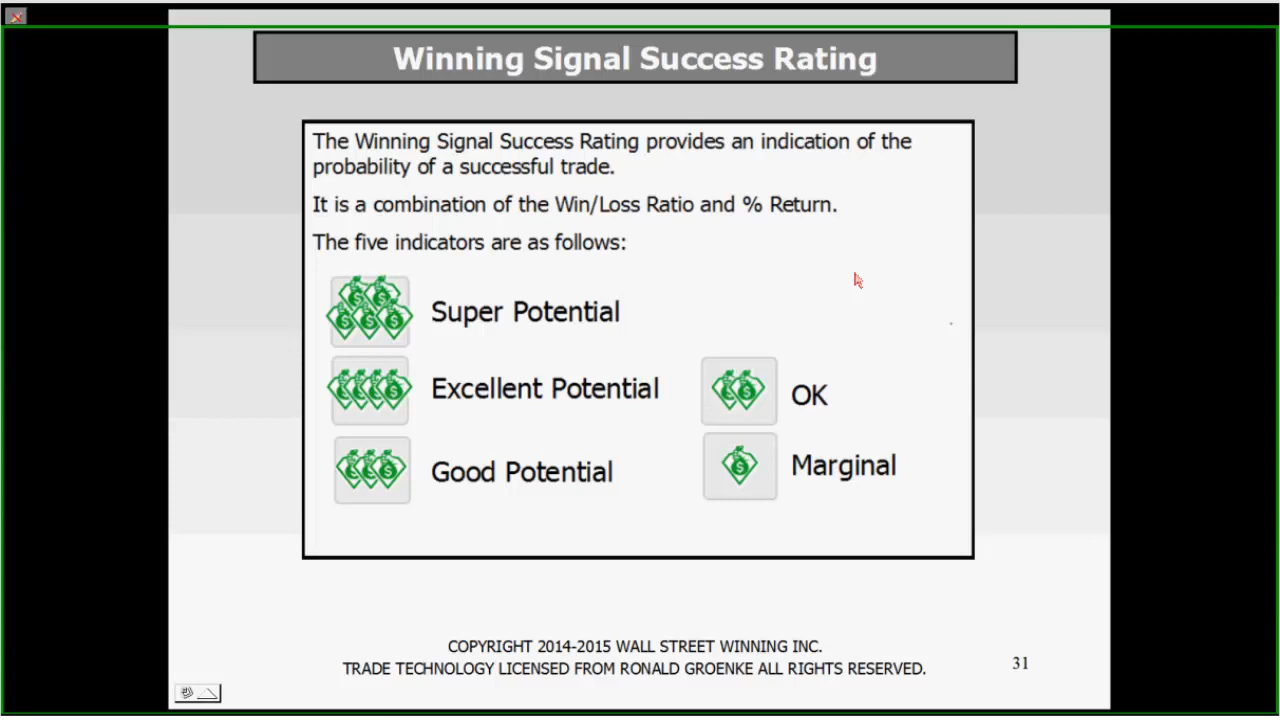 Winning Signal Success Rating
The Winning Signal Success Rating provides an indication of the
probability of a successful trade.
It is a combination of the Win/Loss Ratio and % Return.
The five indicators are as follows:
Super Potential
Excellent Potential
OK
Good Potential
Marginal
COPYRIGHT 2014-2015 WALL STREET WINNING INC.
TRADE TECHNOLOGY LICENSED FROM RONALD GROENKE ALL RIGHTS RESERVED.
31